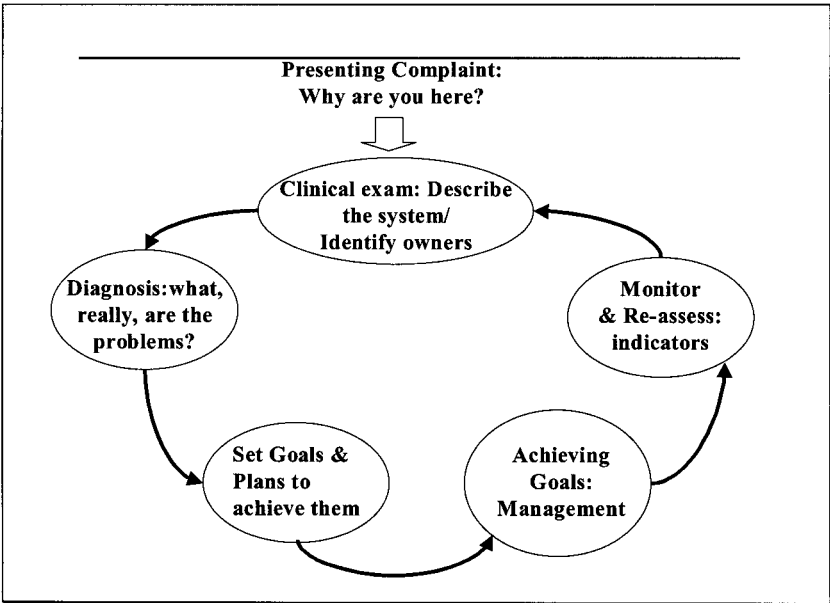 Presenting Complaint:
Why are you here?
Clinical exam: Describe
the system/
Identify owners
Diagnosis:what,
really, are the
problems?
Monitor
& Re-assess:
indicators
Set Goals &
Plans to
achieve them
Achieving
Goals:
Management